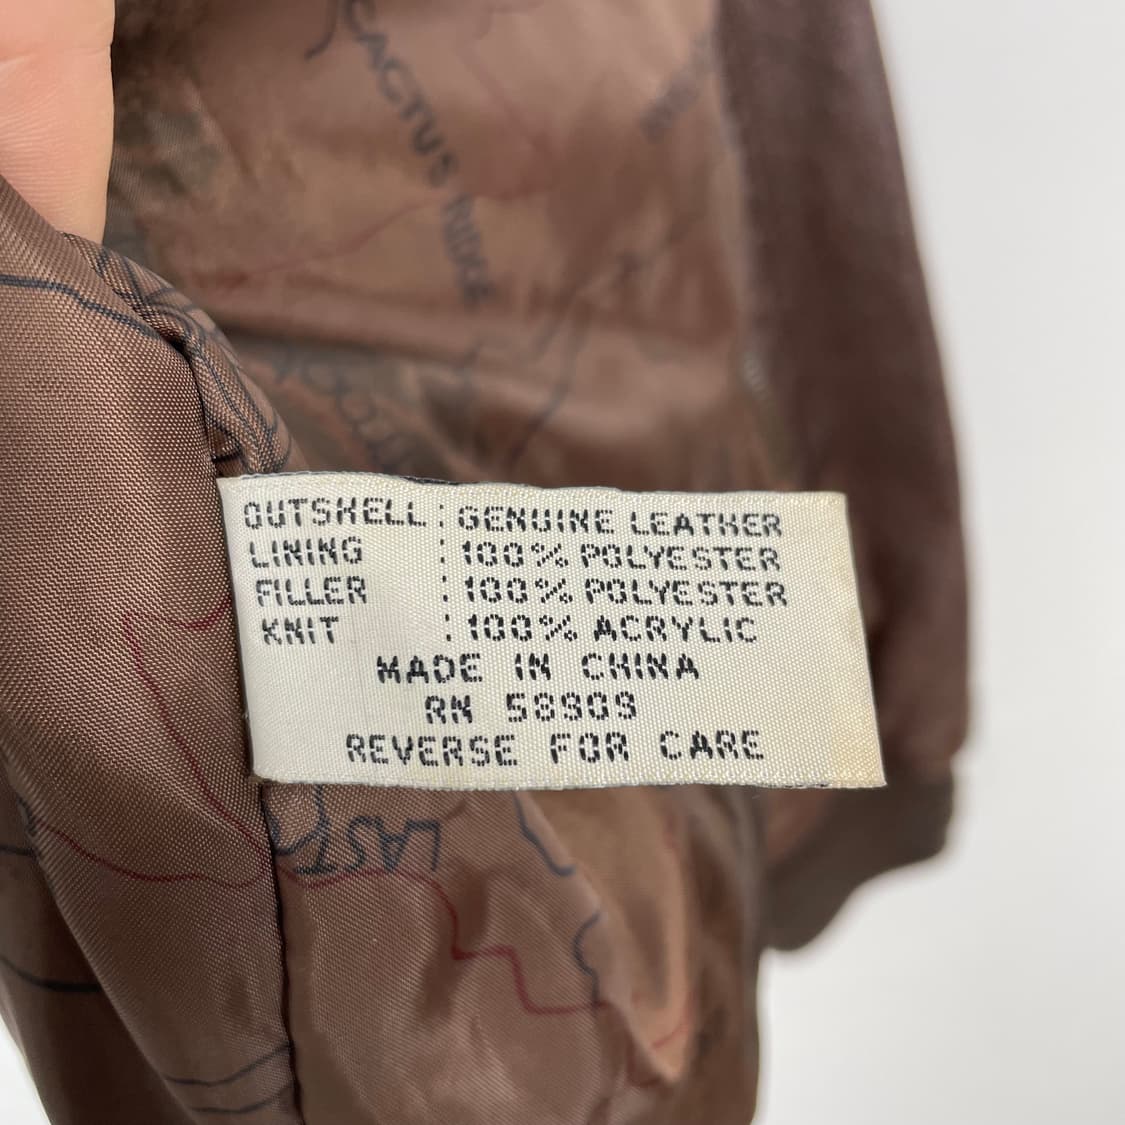 CACTUS RIDGE
OUTSHELL : GENUINE LEATHER
LINING : 100% POLYESTER
FILLER : 100% POLYESTER
KNIT : 100% ACRYLIC
MADE IN CHINA
RN 58909
REVERSE FOR CARE
LAST